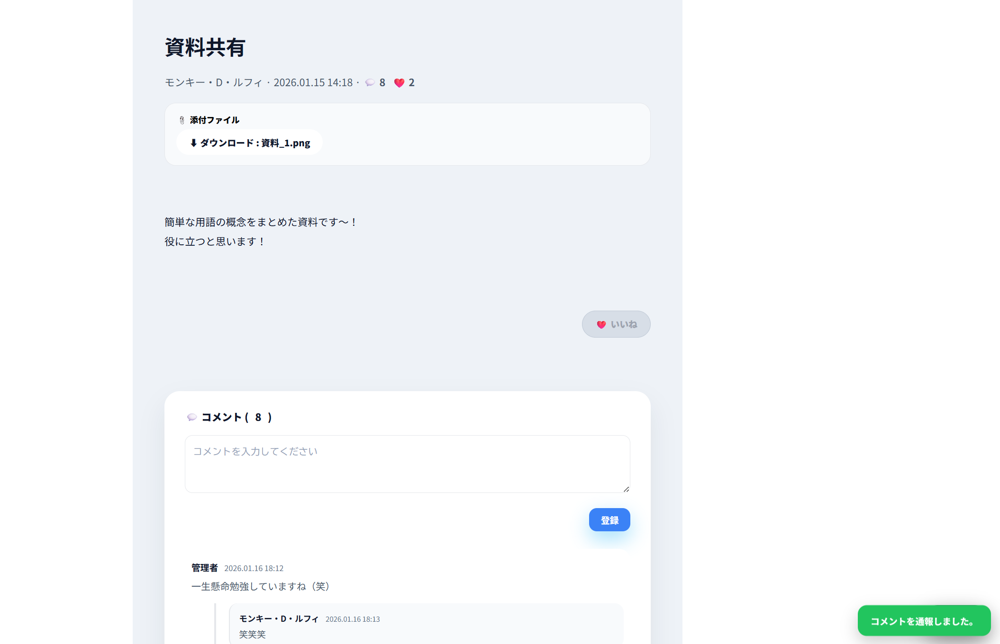 資料共有
モンキー・D・ルフィ · 2026.01.15 14:18 · 8 2
添付ファイル
⬇ ダウンロード : 資料_1.png
簡単な用語の概念をまとめた資料です〜！
役に立つと思います！
いいね
コメント ( 8 )
コメントを入力してください
登録
管理者 2026.01.16 18:12
一生懸命勉強していますね（笑）
モンキー・D・ルフィ 2026.01.16 18:13
笑笑笑
コメントを通報しました。